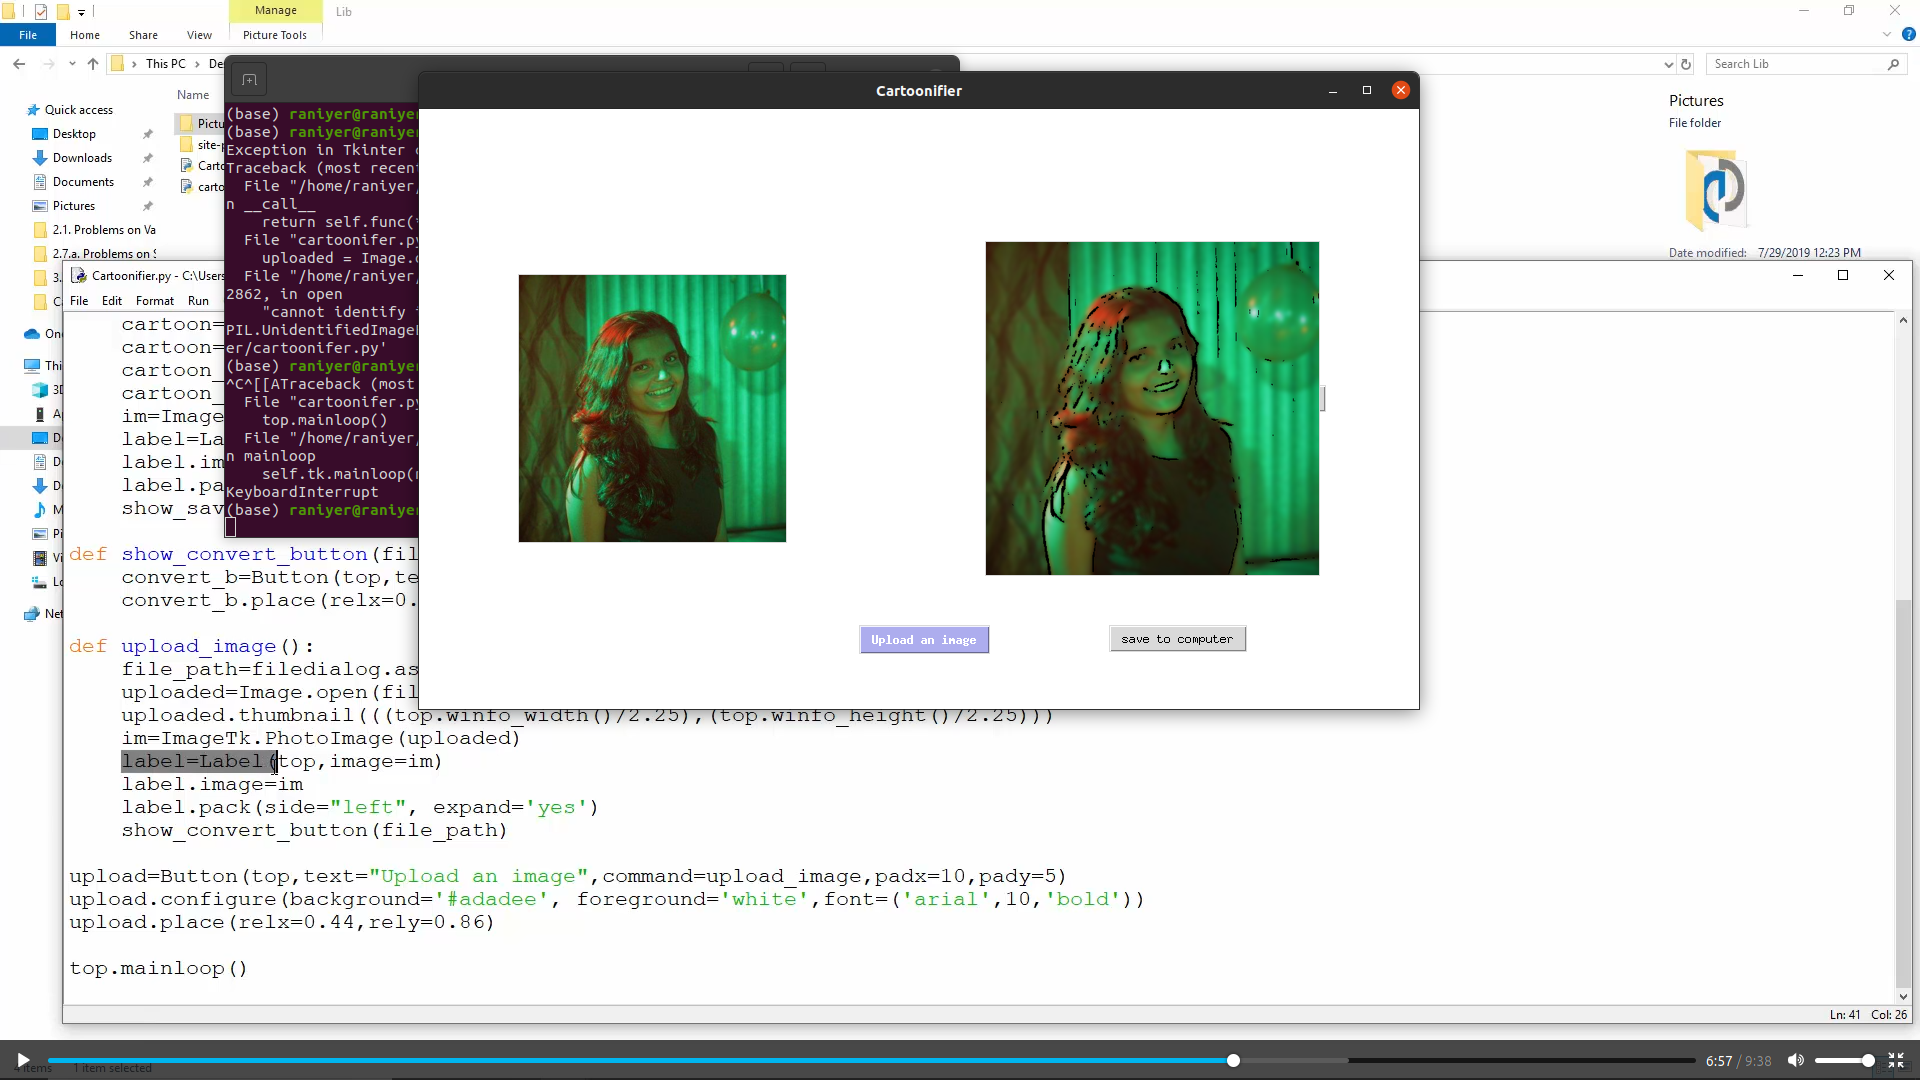 Manage
Lib
File
Home
Share
View
Picture Tools
This PC
Search Lib
Name
Quick access
Desktop
Downloads
Documents
Pictures
2.1. Problems on Va
2.7.a. Problems on
Pictures
File folder
Date modified: 7/29/2019 12:23 PM
(base) raniyer@raniye
(base) raniyer@raniye
Exception in Tkinter
Traceback (most recent
File "/home/raniyer
n __call__
return self.func(
File "cartoonifer.py
uploaded = Image.
File "/home/raniyer
2862, in open
"cannot identify
PIL.UnidentifiedImage
er/cartoonifer.py'
(base) raniyer@raniye
^C^[[ATraceback (most
File "cartoonifer.py
top.mainloop()
File "/home/raniyer
n mainloop
self.tk.mainloop(
KeyboardInterrupt
(base) raniyer@raniye
Cartoonifier
Upload an image
save to computer
Cartoonifier.py - C:\Users
File
Edit
Format
Run
cartoon=
cartoon=
cartoon_
cartoon_
im=Image
label=La
label.im
label.pa
show_sav
def show_convert_button(fil
convert_b=Button(top,te
convert_b.place(relx=0.
def upload_image():
file_path=filedialog.as
uploaded=Image.open(fil
uploaded.thumbnail(((top.winfo_width()/2.25),(top.winfo_height()/2.25)))
im=ImageTk.PhotoImage(uploaded)
label=Label(top,image=im)
label.image=im
label.pack(side="left", expand='yes')
show_convert_button(file_path)
upload=Button(top,text="Upload an image",command=upload_image,padx=10,pady=5)
upload.configure(background='#adadee', foreground='white',font=('arial',10,'bold'))
upload.place(relx=0.44,rely=0.86)
top.mainloop()
Ln: 41 Col: 26
4 items 1 item selected
6:57 / 9:38